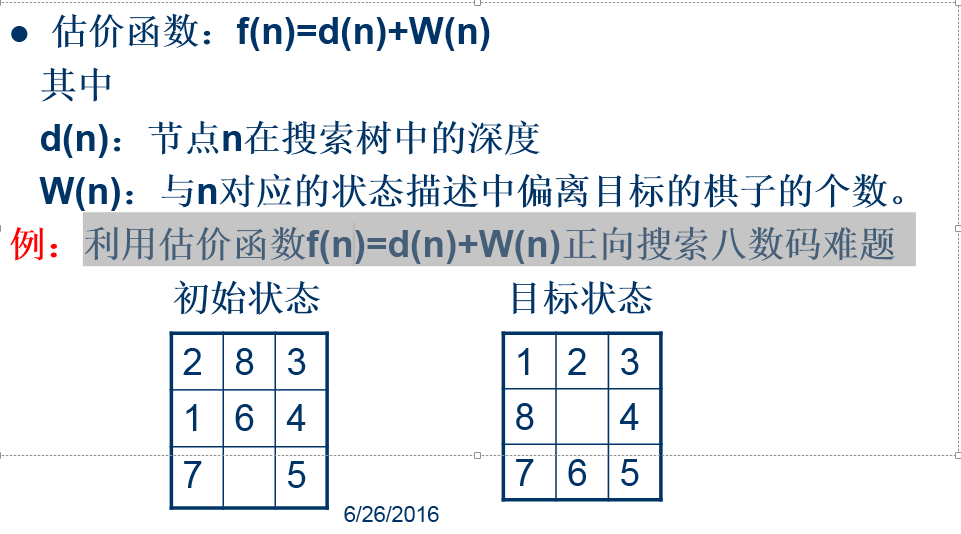 ● 估价函数：f(n)=d(n)+W(n)
其中
d(n)：节点n在搜索树中的深度
W(n)：与n对应的状态描述中偏离目标的棋子的个数。
例：利用估价函数f(n)=d(n)+W(n)正向搜索八数码难题
初始状态 目标状态
2 8 3 1 2 3
1 6 4 8 4
7 5 7 6 5
6/26/2016